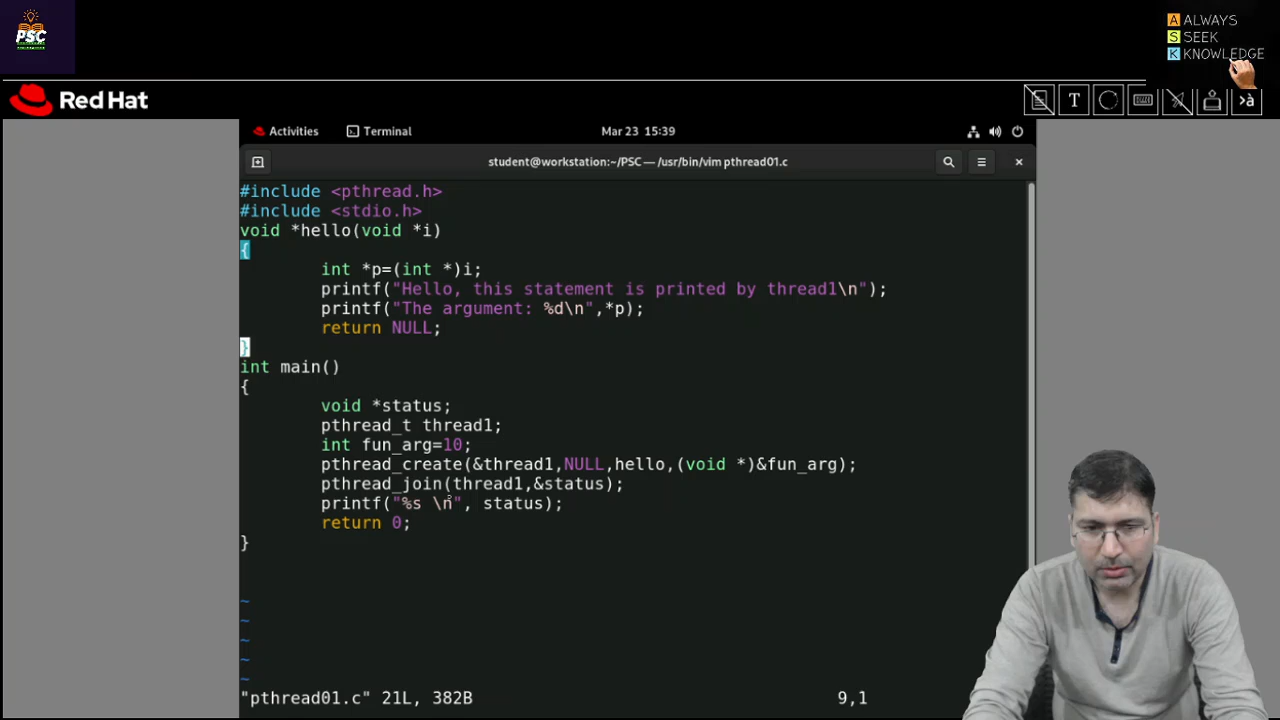 PSC
A ALWAYS
S SEEK
K KNOWLEDGE
Red Hat
T
›à
Activities
Terminal
Mar 23 15:39
student@workstation:~/PSC — /usr/bin/vim pthread01.c
#include <pthread.h>
#include <stdio.h>
void *hello(void *i)
{
int *p=(int *)i;
printf("Hello, this statement is printed by thread1\n");
printf("The argument: %d\n",*p);
return NULL;
}
int main()
{
void *status;
pthread_t thread1;
int fun_arg=10;
pthread_create(&thread1,NULL,hello,(void *)&fun_arg);
pthread_join(thread1,&status);
printf("%s \n", status);
return 0;
}
~
~
~
~
~
"pthread01.c" 21L, 382B
9,1